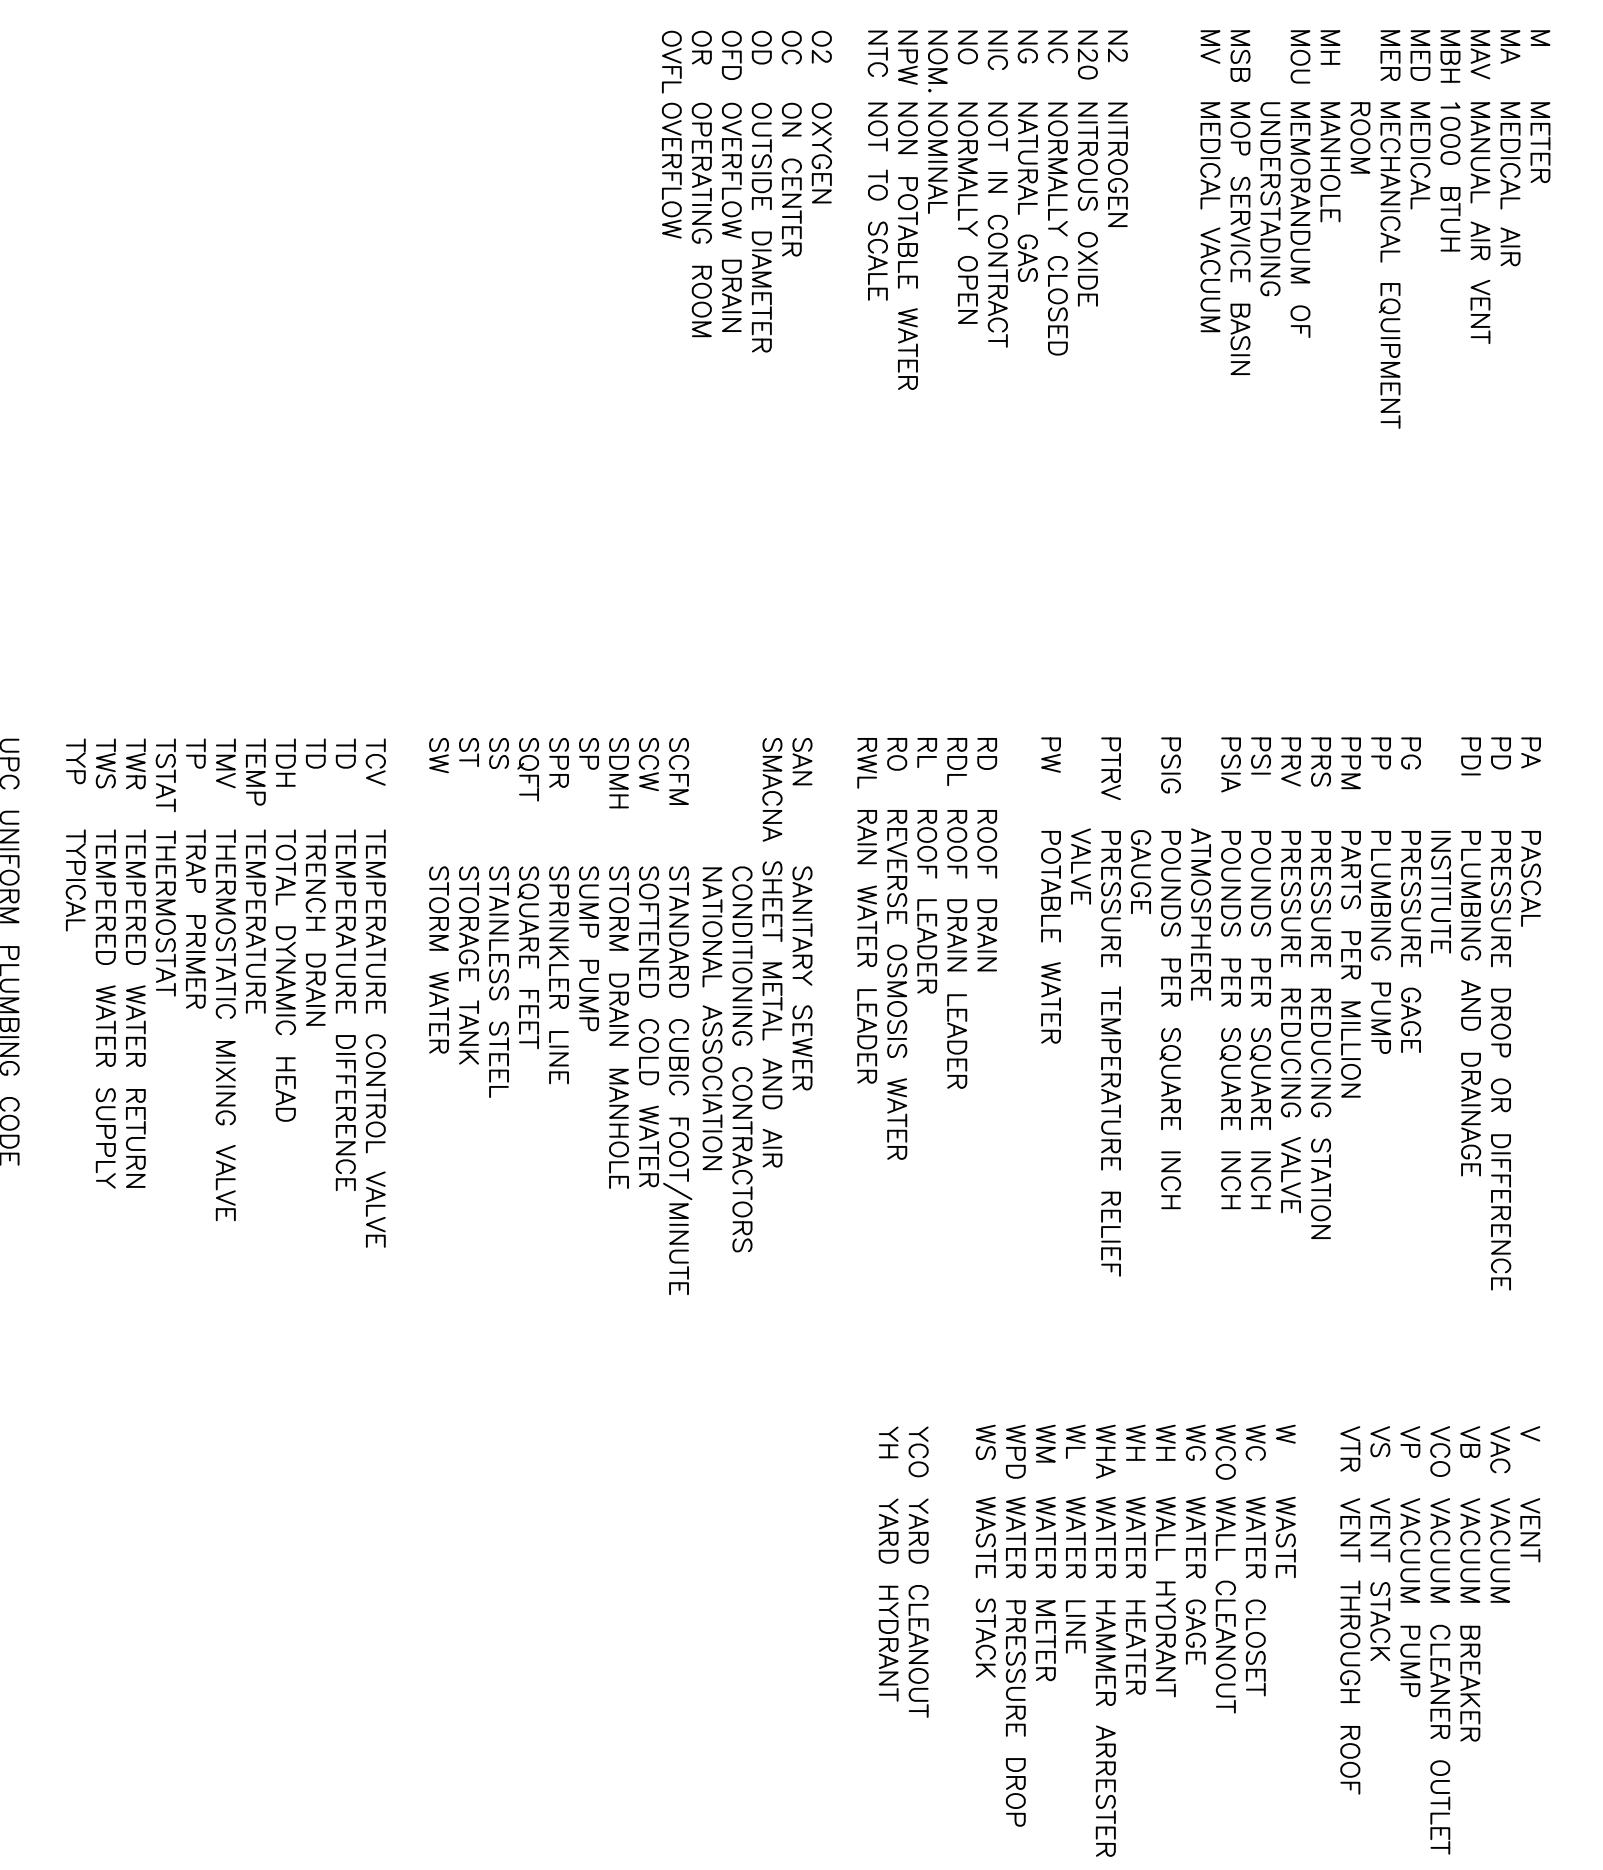 M METER
MA MEDICAL AIR
MAV MANUAL AIR VENT
MBH 1000 BTUH
MED MEDICAL
MER MECHANICAL EQUIPMENT
ROOM
MH MANHOLE
MOU MEMORANDUM OF
UNDERSTADING
MSB MOP SERVICE BASIN
MV MEDICAL VACUUM
N2 NITROGEN
N20 NITROUS OXIDE
NC NORMALLY CLOSED
NG NATURAL GAS
NIC NOT IN CONTRACT
NO NORMALLY OPEN
NOM. NOMINAL
NPW NON POTABLE WATER
NTC NOT TO SCALE
O2 OXYGEN
OC ON CENTER
OD OUTSIDE DIAMETER
OFD OVERFLOW DRAIN
OR OPERATING ROOM
OVFL OVERFLOW
PA PASCAL
PD PRESSURE DROP OR DIFFERENCE
PDI PLUMBING AND DRAINAGE
INSTITUTE
PG PRESSURE GAGE
PP PLUMBING PUMP
PPM PARTS PER MILLION
PRS PRESSURE REDUCING STATION
PRV PRESSURE REDUCING VALVE
PSI POUNDS PER SQUARE INCH
PSIA POUNDS PER SQUARE INCH
ATMOSPHERE
PSIG POUNDS PER SQUARE INCH
GAUGE
PTRV PRESSURE TEMPERATURE RELIEF
VALVE
PW POTABLE WATER
RD ROOF DRAIN
RDL ROOF DRAIN LEADER
RL ROOF LEADER
RO REVERSE OSMOSIS WATER
RWL RAIN WATER LEADER
SAN SANITARY SEWER
SMACNA SHEET METAL AND AIR
CONDITIONING CONTRACTORS
NATIONAL ASSOCIATION
SCFM STANDARD CUBIC FOOT/MINUTE
SCW SOFTENED COLD WATER
SDMH STORM DRAIN MANHOLE
SP SUMP PUMP
SPR SPRINKLER LINE
SQFT SQUARE FEET
SS STAINLESS STEEL
ST STORAGE TANK
SW STORM WATER
TCV TEMPERATURE CONTROL VALVE
TD TEMPERATURE DIFFERENCE
TD TRENCH DRAIN
TDH TOTAL DYNAMIC HEAD
TEMP TEMPERATURE
TMV THERMOSTATIC MIXING VALVE
TP TRAP PRIMER
TSTAT THERMOSTAT
TWR TEMPERED WATER RETURN
TWS TEMPERED WATER SUPPLY
TYP TYPICAL
UPC UNIFORM PLUMBING CODE
V VENT
VAC VACUUM
VB VACUUM BREAKER
VCO VACUUM CLEANER OUTLET
VP VACUUM PUMP
VS VENT STACK
VTR VENT THROUGH ROOF
W WASTE
WC WATER CLOSET
WCO WALL CLEANOUT
WG WATER GAGE
WH WALL HYDRANT
WH WATER HEATER
WHA WATER HAMMER ARRESTER
WL WATER LINE
WM WATER METER
WPD WATER PRESSURE DROP
WS WASTE STACK
YCO YARD CLEANOUT
YH YARD HYDRANT